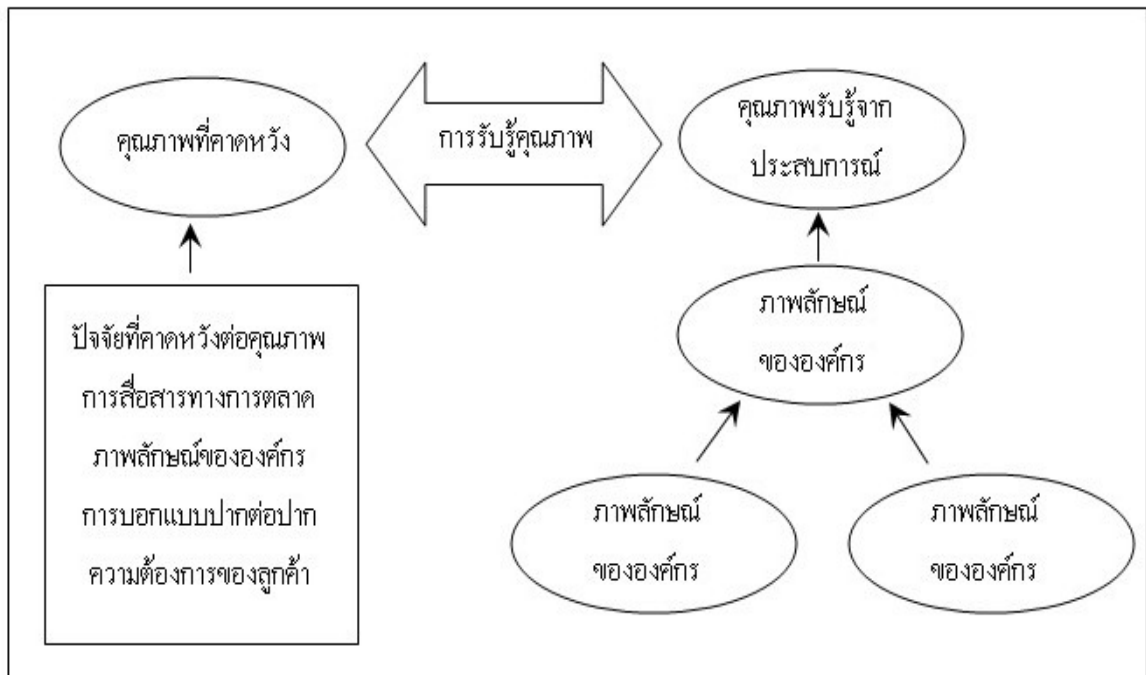 คุณภาพที่คาดหวัง
การรับรู้คุณภาพ
คุณภาพรับรู้จาก
ประสบการณ์
ปัจจัยที่คาดหวังต่อคุณภาพ
การสื่อสารทางการตลาด
ภาพลักษณ์ขององค์กร
การบอกแบบปากต่อปาก
ความต้องการของลูกค้า
ภาพลักษณ์
ขององค์กร
ภาพลักษณ์
ขององค์กร
ภาพลักษณ์
ขององค์กร